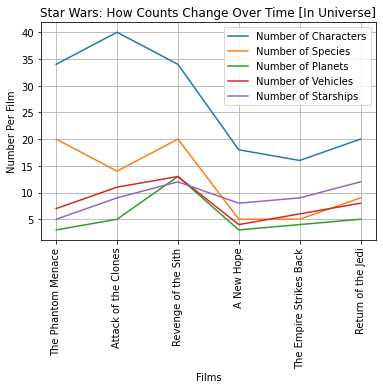 Star Wars: How Counts Change Over Time [In Universe]
Number of Characters
Number of Species
Number of Planets
Number of Vehicles
Number of Starships
40
35
30
25
20
15
10
5
Number Per Film
The Phantom Menace
Attack of the Clones
Revenge of the Sith
A New Hope
The Empire Strikes Back
Return of the Jedi
Films